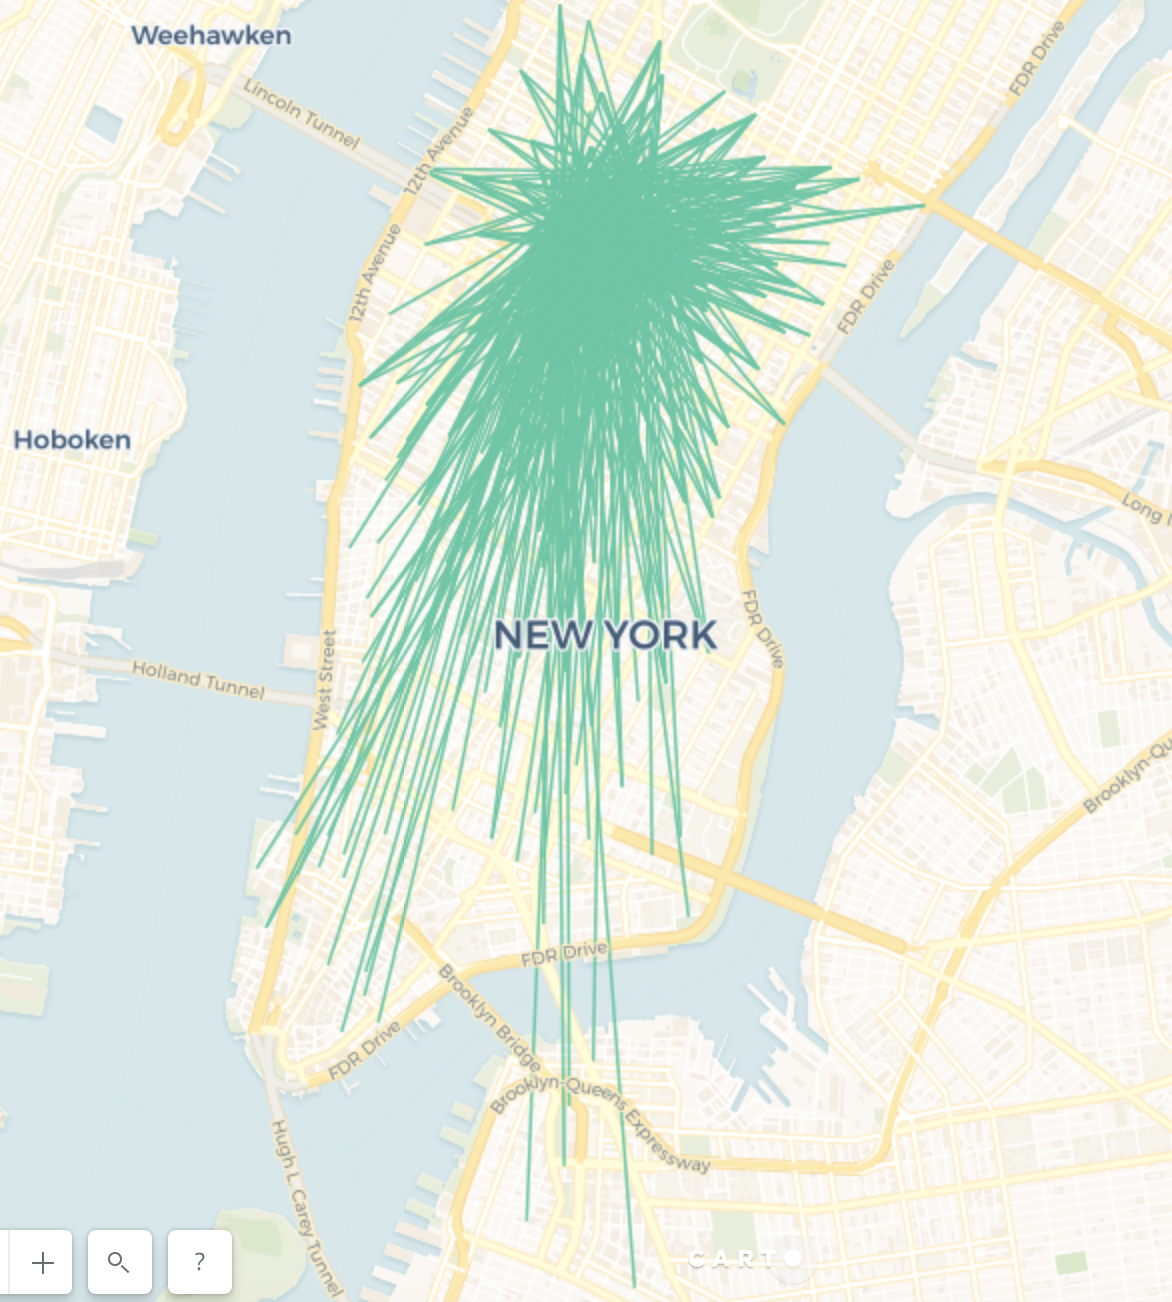 Weehawken
Lincoln Tunnel
12th Avenue
FDR Drive
12th Avenue
FDR Drive
Hoboken
Long
NEW YORK
FDR Drive
Holland Tunnel
West Street
Brooklyn-Qu
FDR Drive
Brooklyn Bridge
FDR Drive
Brooklyn-Queens Expressway
Hugh L. Carey Tunnel
?
CARTO